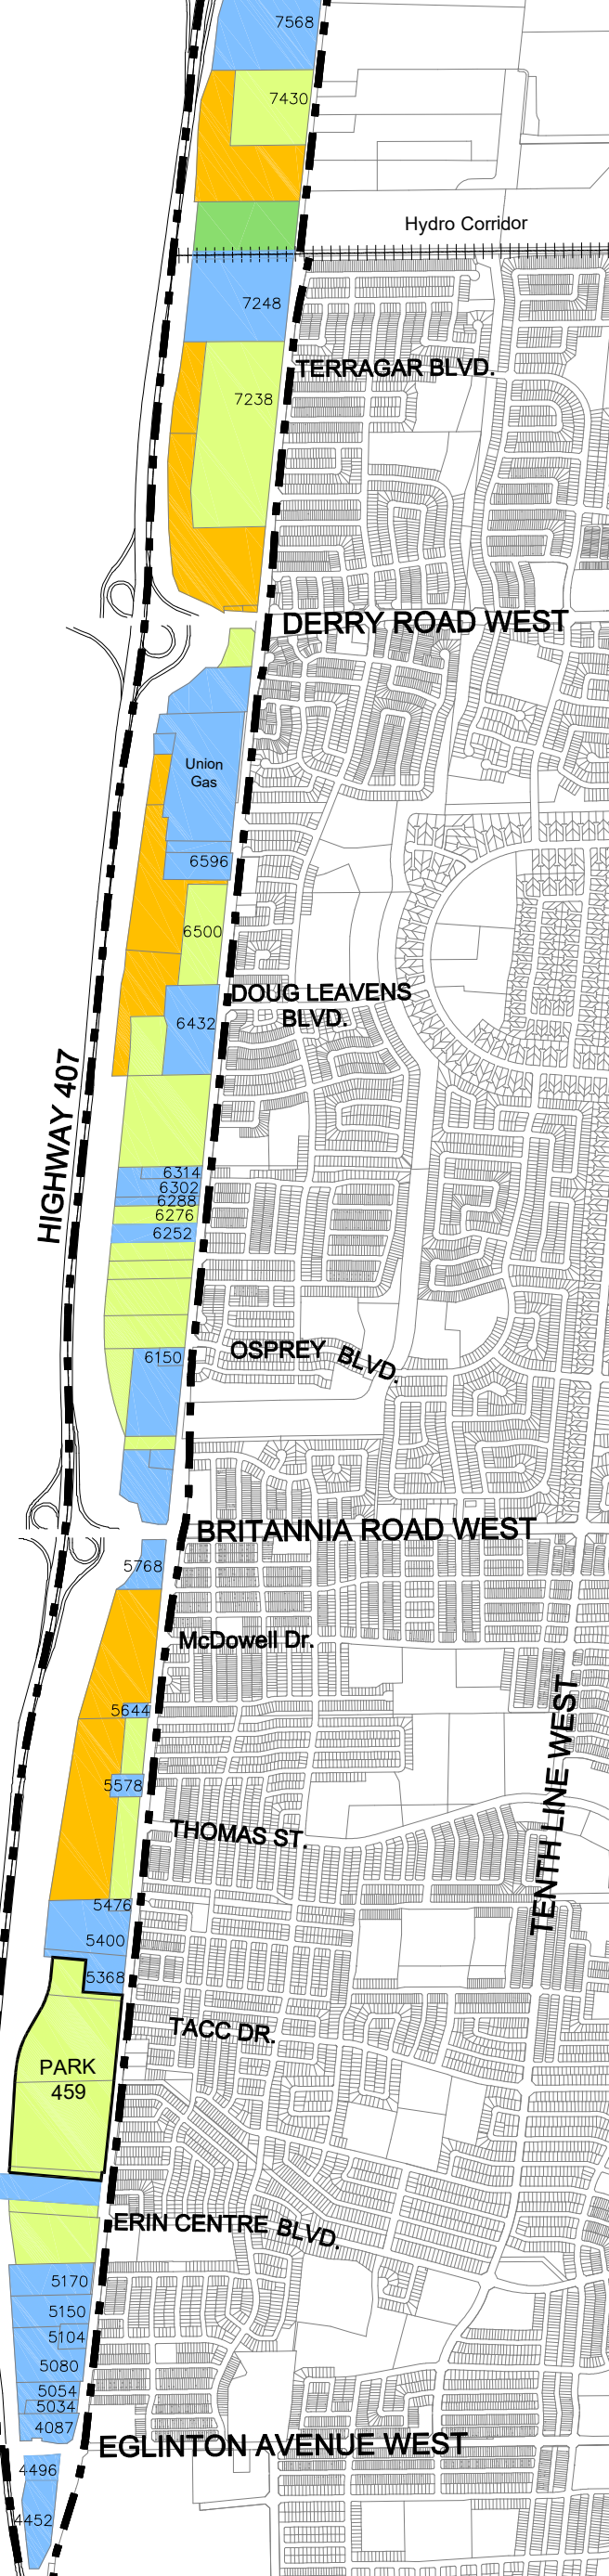 7568
7430
Hydro Corridor
7248
TERRAGAR BLVD.
7238
DERRY ROAD WEST
Union
Gas
6596
6500
DOUG LEAVENS
BLVD.
6432
HIGHWAY 407
6314
6302
6288
6276
6252
OSPREY BLVD.
6150
BRITANNIA ROAD WEST
5768
McDowell Dr.
5644
TENTH LINE WEST
5578
THOMAS ST.
5476
5400
5368
TACC DR.
PARK
459
ERIN CENTRE BLVD.
5170
5150
5104
5080
5054
5034
4087
EGLINTON AVENUE WEST
4496
4452